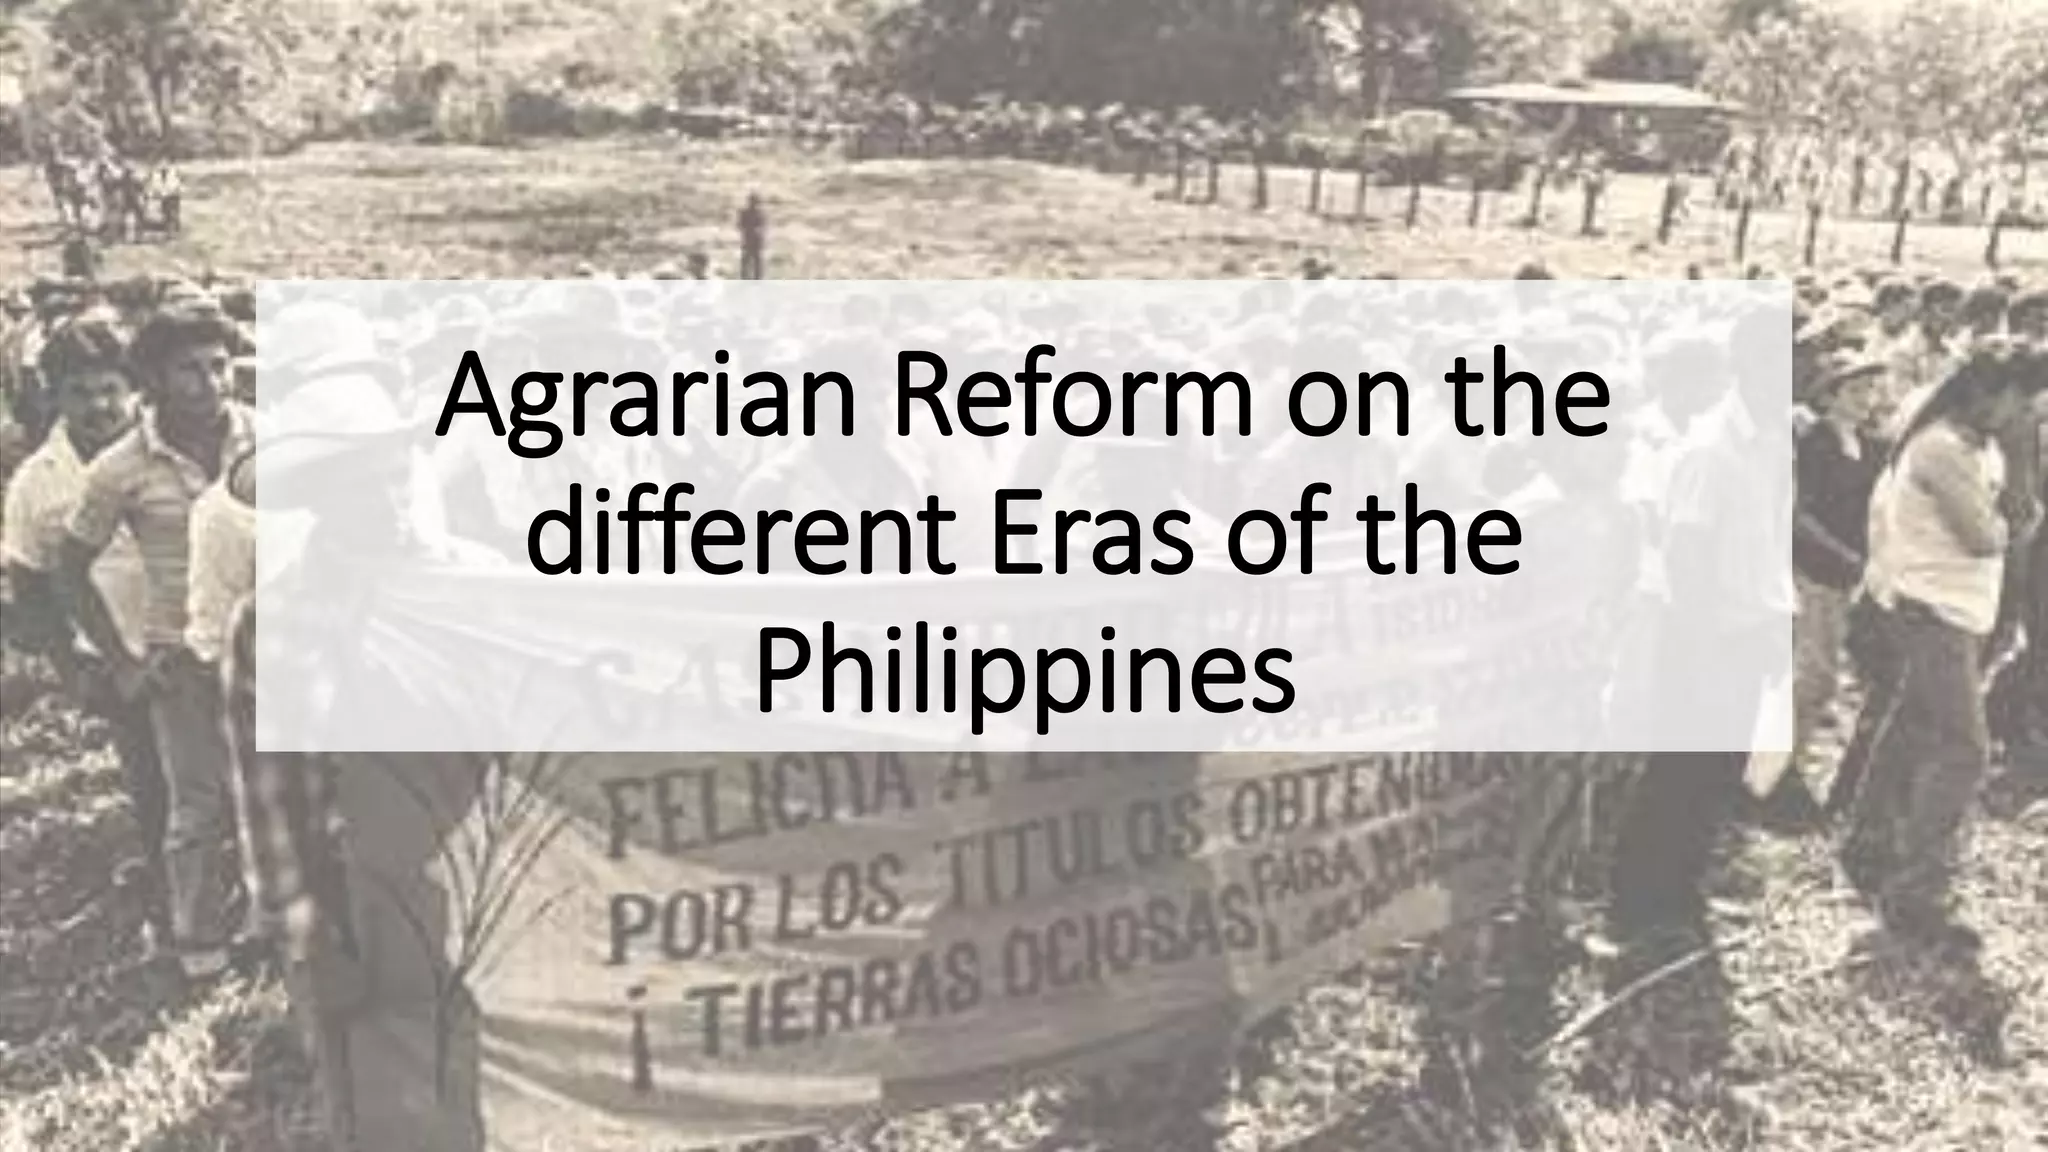 Agrarian Reform on the
different Eras of the
Philippines
FELICITA A
POR LOS TITULOS OBTENIDOS
PARA
¡ TIERRAS OCIOSAS!